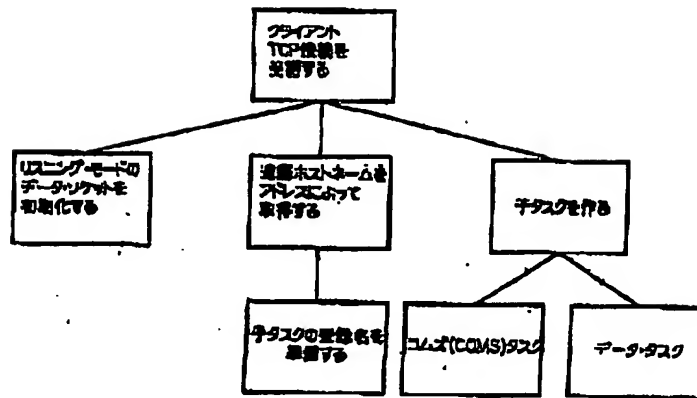 クライアント
TCP接続を
受諾する
リスニング・モードの
データ・ソケットを
初期化する
遠隔ホストネームを
アドレスによって
取得する
子タスクを作る
子タスクの登録名を
準備する
コムズ(COMS)タスク
データ・タスク